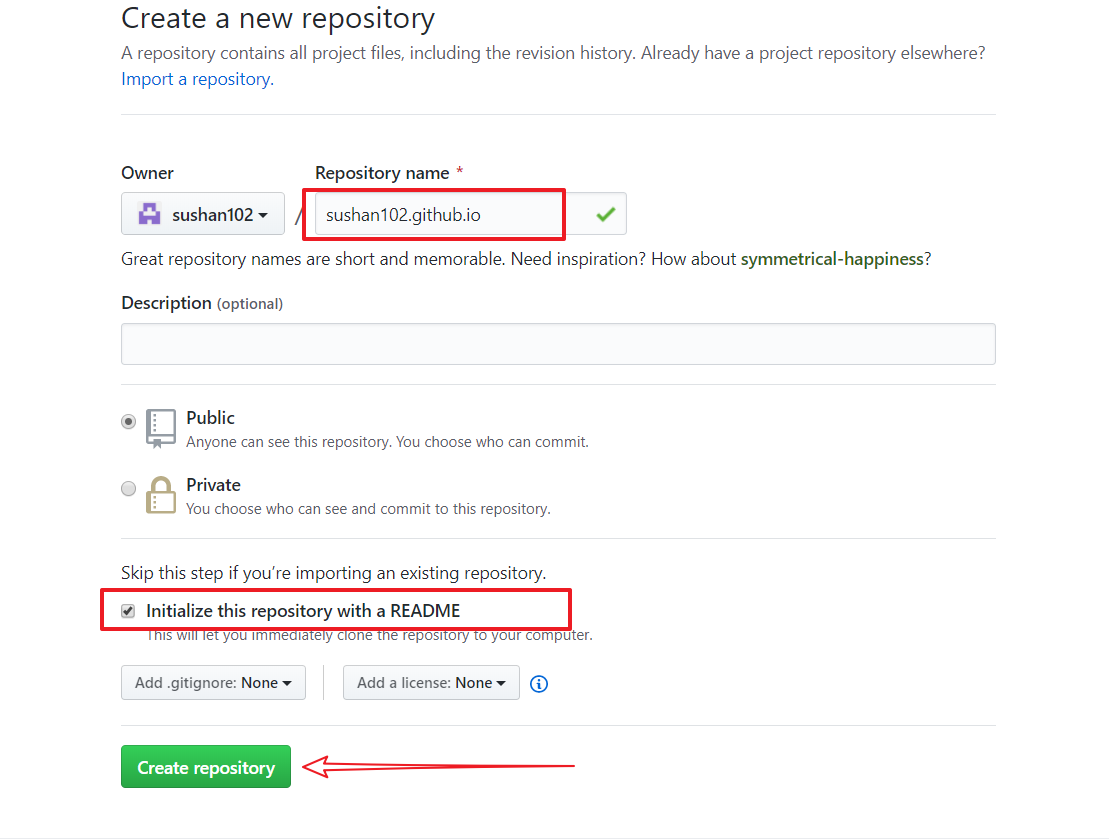 Create a new repository
A repository contains all project files, including the revision history. Already have a project repository elsewhere?
Import a repository.
Owner
Repository name *
sushan102
/
sushan102.github.io
Great repository names are short and memorable. Need inspiration? How about symmetrical-happiness?
Description (optional)
Public
Anyone can see this repository. You choose who can commit.
Private
You choose who can see and commit to this repository.
Skip this step if you’re importing an existing repository.
Initialize this repository with a README
This will let you immediately clone the repository to your computer.
Add .gitignore: None
Add a license: None
Create repository